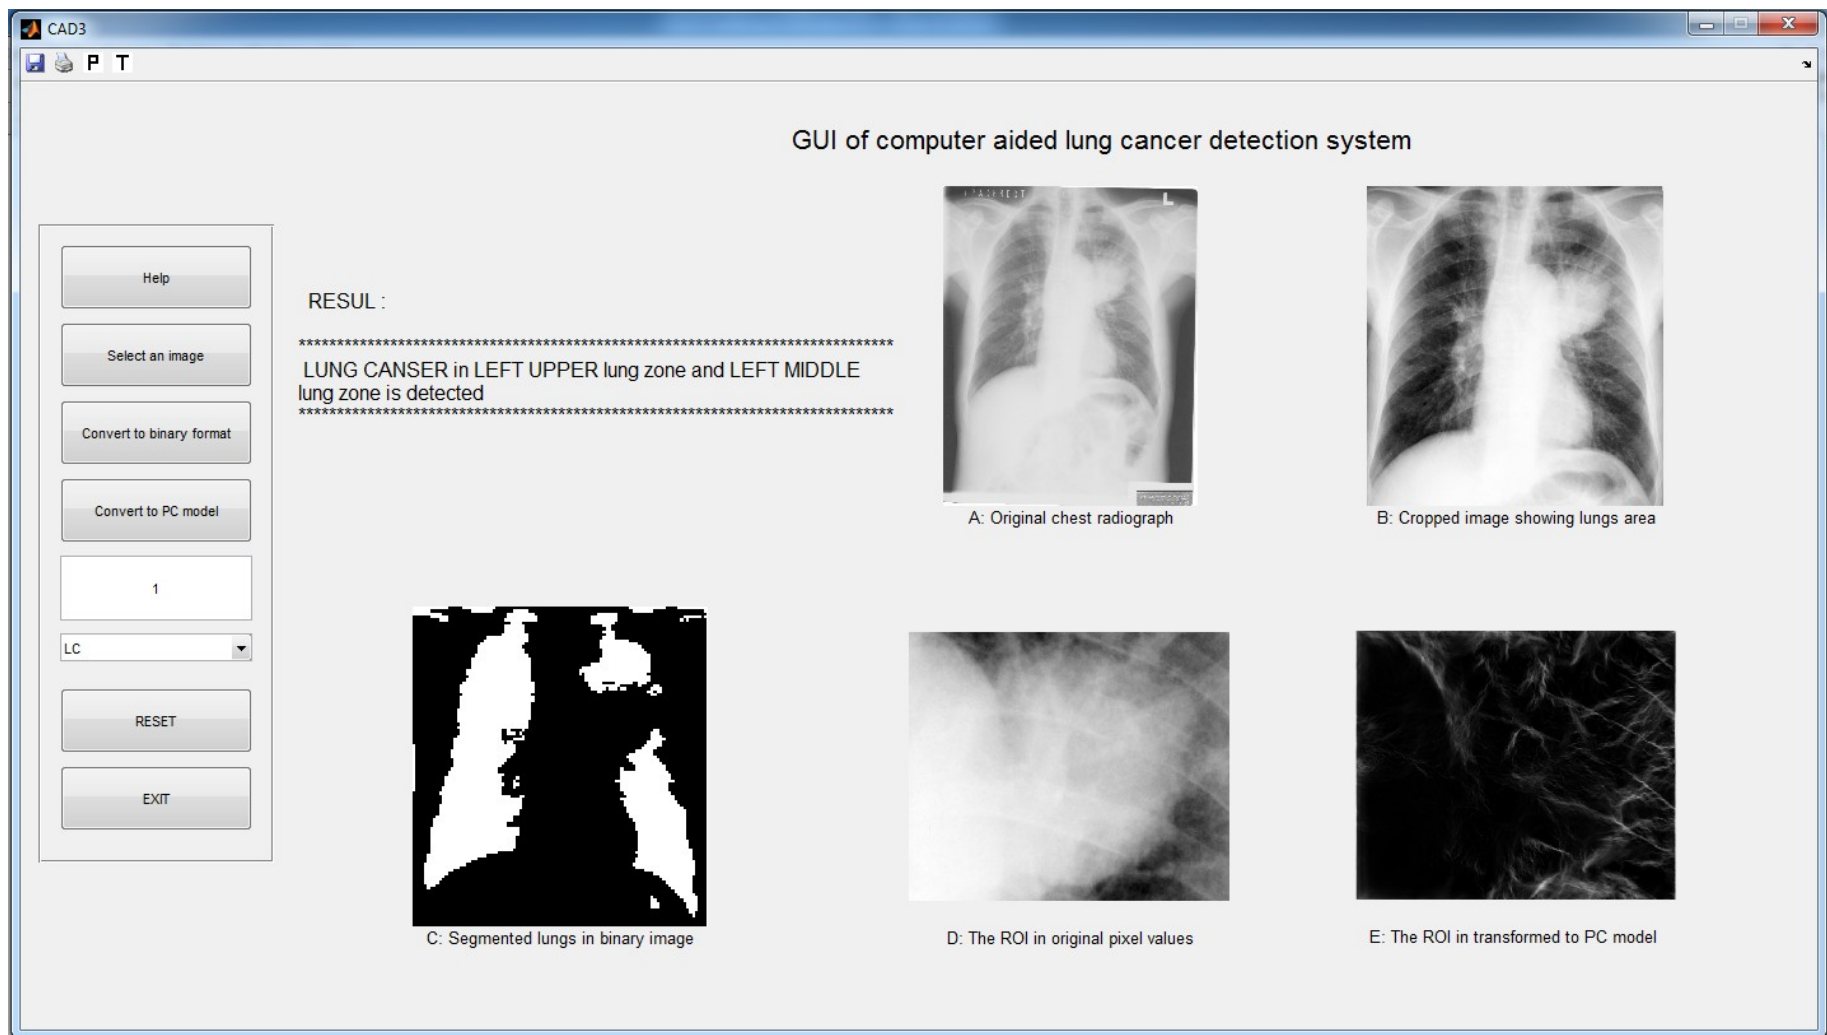 CAD3
P T
GUI of computer aided lung cancer detection system
Help
Select an image
Convert to binary format
Convert to PC model
1
LC
RESET
EXIT
RESUL :
*******************************************************************************
LUNG CANSER in LEFT UPPER lung zone and LEFT MIDDLE
lung zone is detected
*******************************************************************************
L
A: Original chest radiograph
B: Cropped image showing lungs area
C: Segmented lungs in binary image
D: The ROI in original pixel values
E: The ROI in transformed to PC model